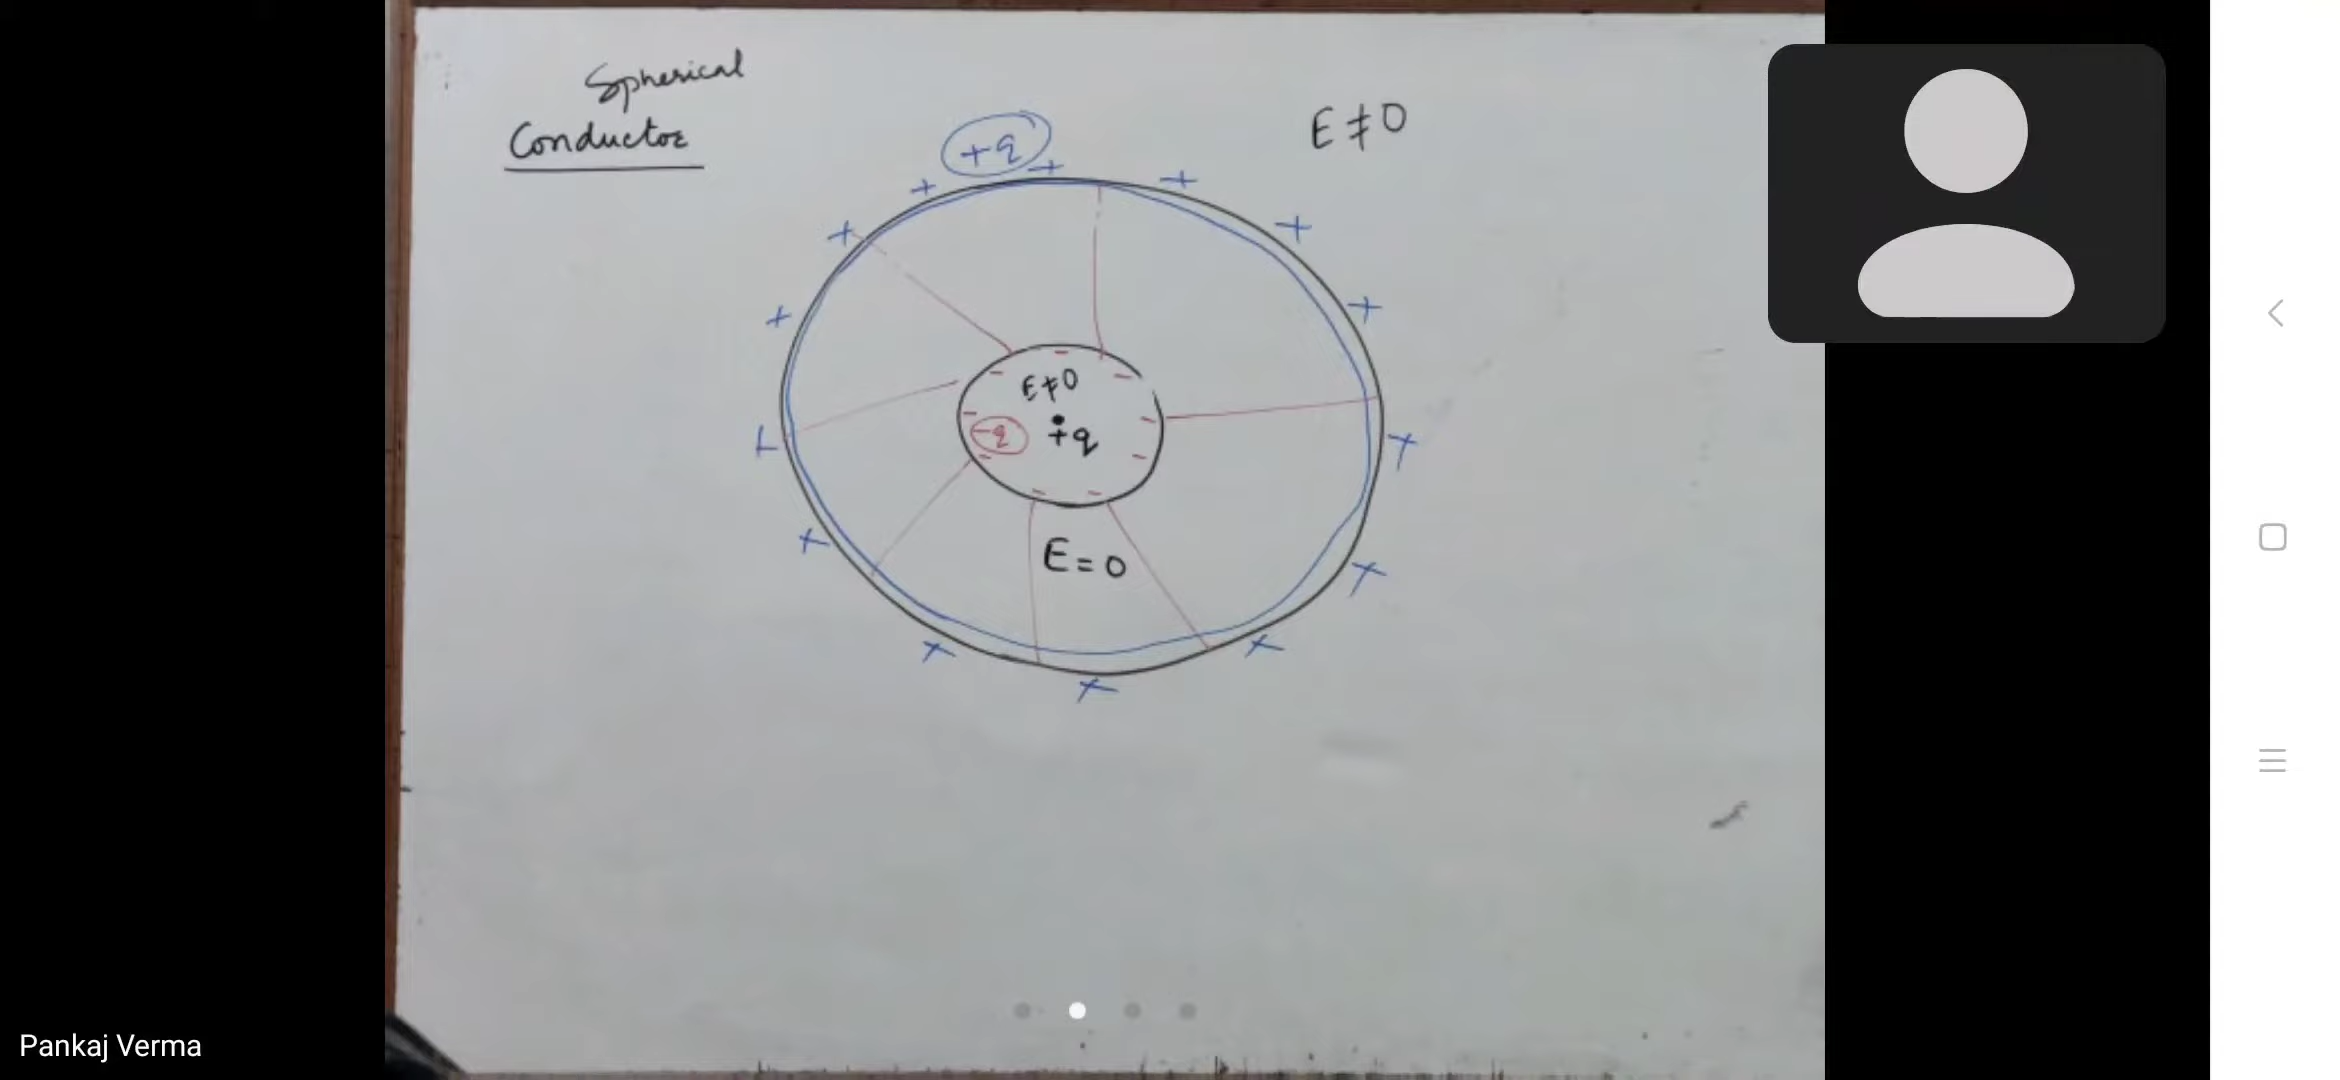 Spherical
Conductor
+q
E ≠ 0
+ + + + + + + + + + + + + +
E ≠ 0
-q
+q
- - - - - - - - - -
E = 0
Pankaj Verma